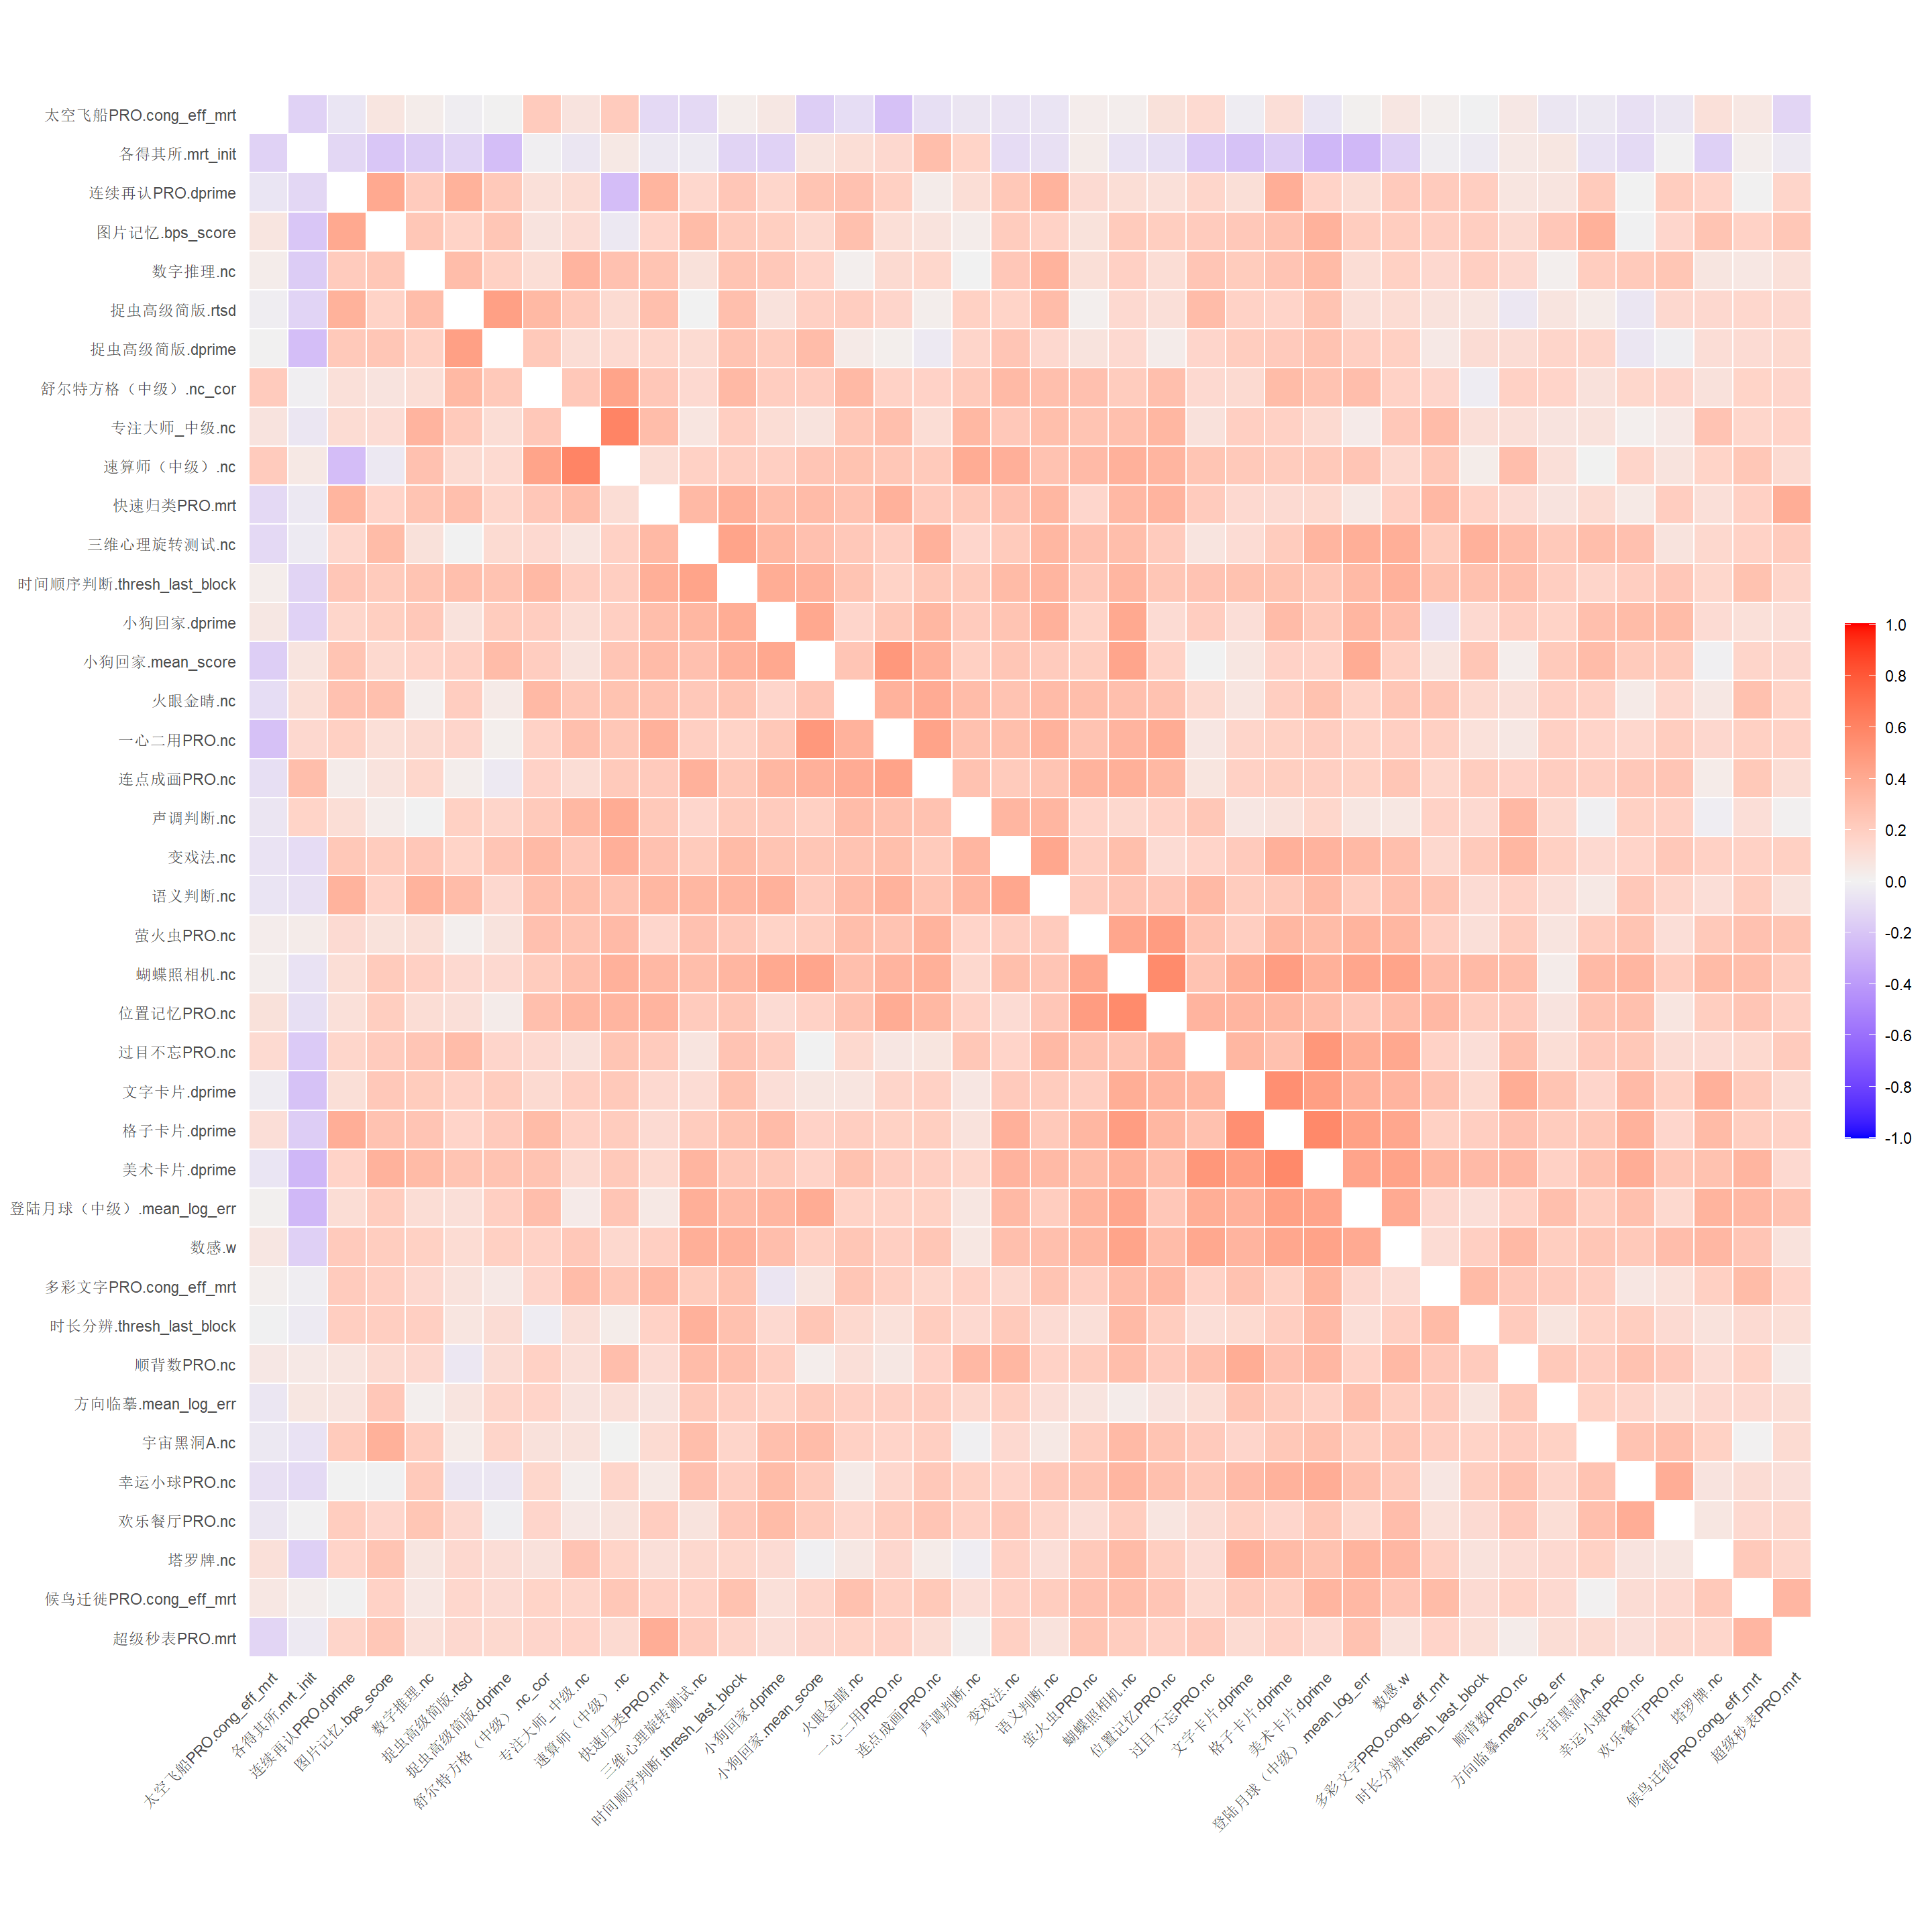 太空飞船PRO.cong_eff_mrt
各得其所.mrt_init
连续再认PRO.dprime
图片记忆.bps_score
数字推理.nc
捉虫高级简版.rtsd
捉虫高级简版.dprime
舒尔特方格（中级）.nc_cor
专注大师_中级.nc
速算师（中级）.nc
快速归类PRO.mrt
三维心理旋转测试.nc
时间顺序判断.thresh_last_block
小狗回家.dprime
小狗回家.mean_score
火眼金睛.nc
一心二用PRO.nc
连点成画PRO.nc
声调判断.nc
变戏法.nc
语义判断.nc
萤火虫PRO.nc
蝴蝶照相机.nc
位置记忆PRO.nc
过目不忘PRO.nc
文字卡片.dprime
格子卡片.dprime
美术卡片.dprime
登陆月球（中级）.mean_log_err
数感.w
多彩文字PRO.cong_eff_mrt
时长分辨.thresh_last_block
顺背数PRO.nc
方向临摹.mean_log_err
宇宙黑洞A.nc
幸运小球PRO.nc
欢乐餐厅PRO.nc
塔罗牌.nc
候鸟迁徙PRO.cong_eff_mrt
超级秒表PRO.mrt
太空飞船PRO.cong_eff_mrt
各得其所.mrt_init
连续再认PRO.dprime
图片记忆.bps_score
数字推理.nc
捉虫高级简版.rtsd
捉虫高级简版.dprime
舒尔特方格（中级）.nc_cor
专注大师_中级.nc
速算师（中级）.nc
快速归类PRO.mrt
三维心理旋转测试.nc
时间顺序判断.thresh_last_block
小狗回家.dprime
小狗回家.mean_score
火眼金睛.nc
一心二用PRO.nc
连点成画PRO.nc
声调判断.nc
变戏法.nc
语义判断.nc
萤火虫PRO.nc
蝴蝶照相机.nc
位置记忆PRO.nc
过目不忘PRO.nc
文字卡片.dprime
格子卡片.dprime
美术卡片.dprime
登陆月球（中级）.mean_log_err
数感.w
多彩文字PRO.cong_eff_mrt
时长分辨.thresh_last_block
顺背数PRO.nc
方向临摹.mean_log_err
宇宙黑洞A.nc
幸运小球PRO.nc
欢乐餐厅PRO.nc
塔罗牌.nc
候鸟迁徙PRO.cong_eff_mrt
超级秒表PRO.mrt
1.0
0.8
0.6
0.4
0.2
0.0
-0.2
-0.4
-0.6
-0.8
-1.0